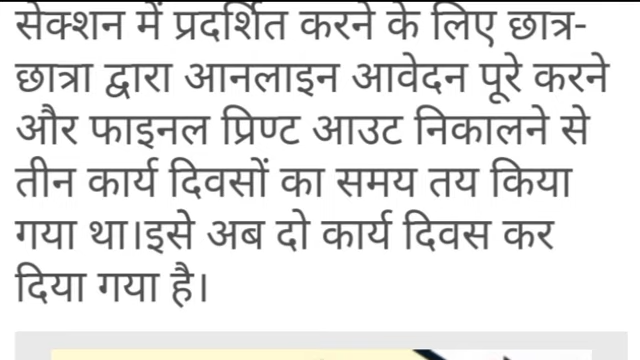 सेक्शन में प्रदर्शित करने के लिए छात्र-
छात्रा द्वारा आनलाइन आवेदन पूरे करने
और फाइनल प्रिण्ट आउट निकालने से
तीन कार्य दिवसों का समय तय किया
गया था।इसे अब दो कार्य दिवस कर
दिया गया है।